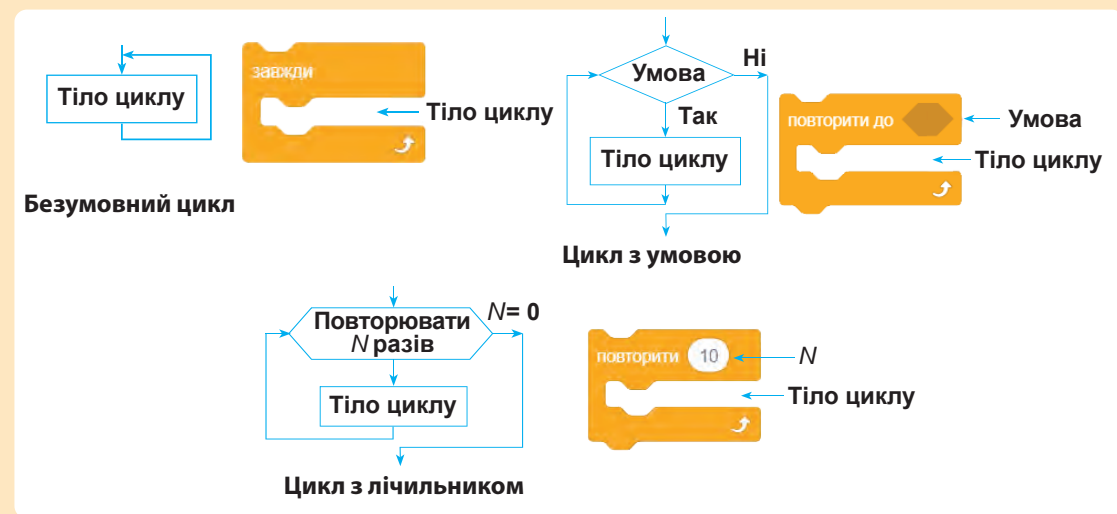 завжди
Тіло циклу
Тіло циклу
Безумовний цикл
Умова
Ні
Так
Тіло циклу
повторити до
Умова
Тіло циклу
Цикл з умовою
Повторювати
N разів
N= 0
Тіло циклу
повторити 10
N
Тіло циклу
Цикл з лічильником